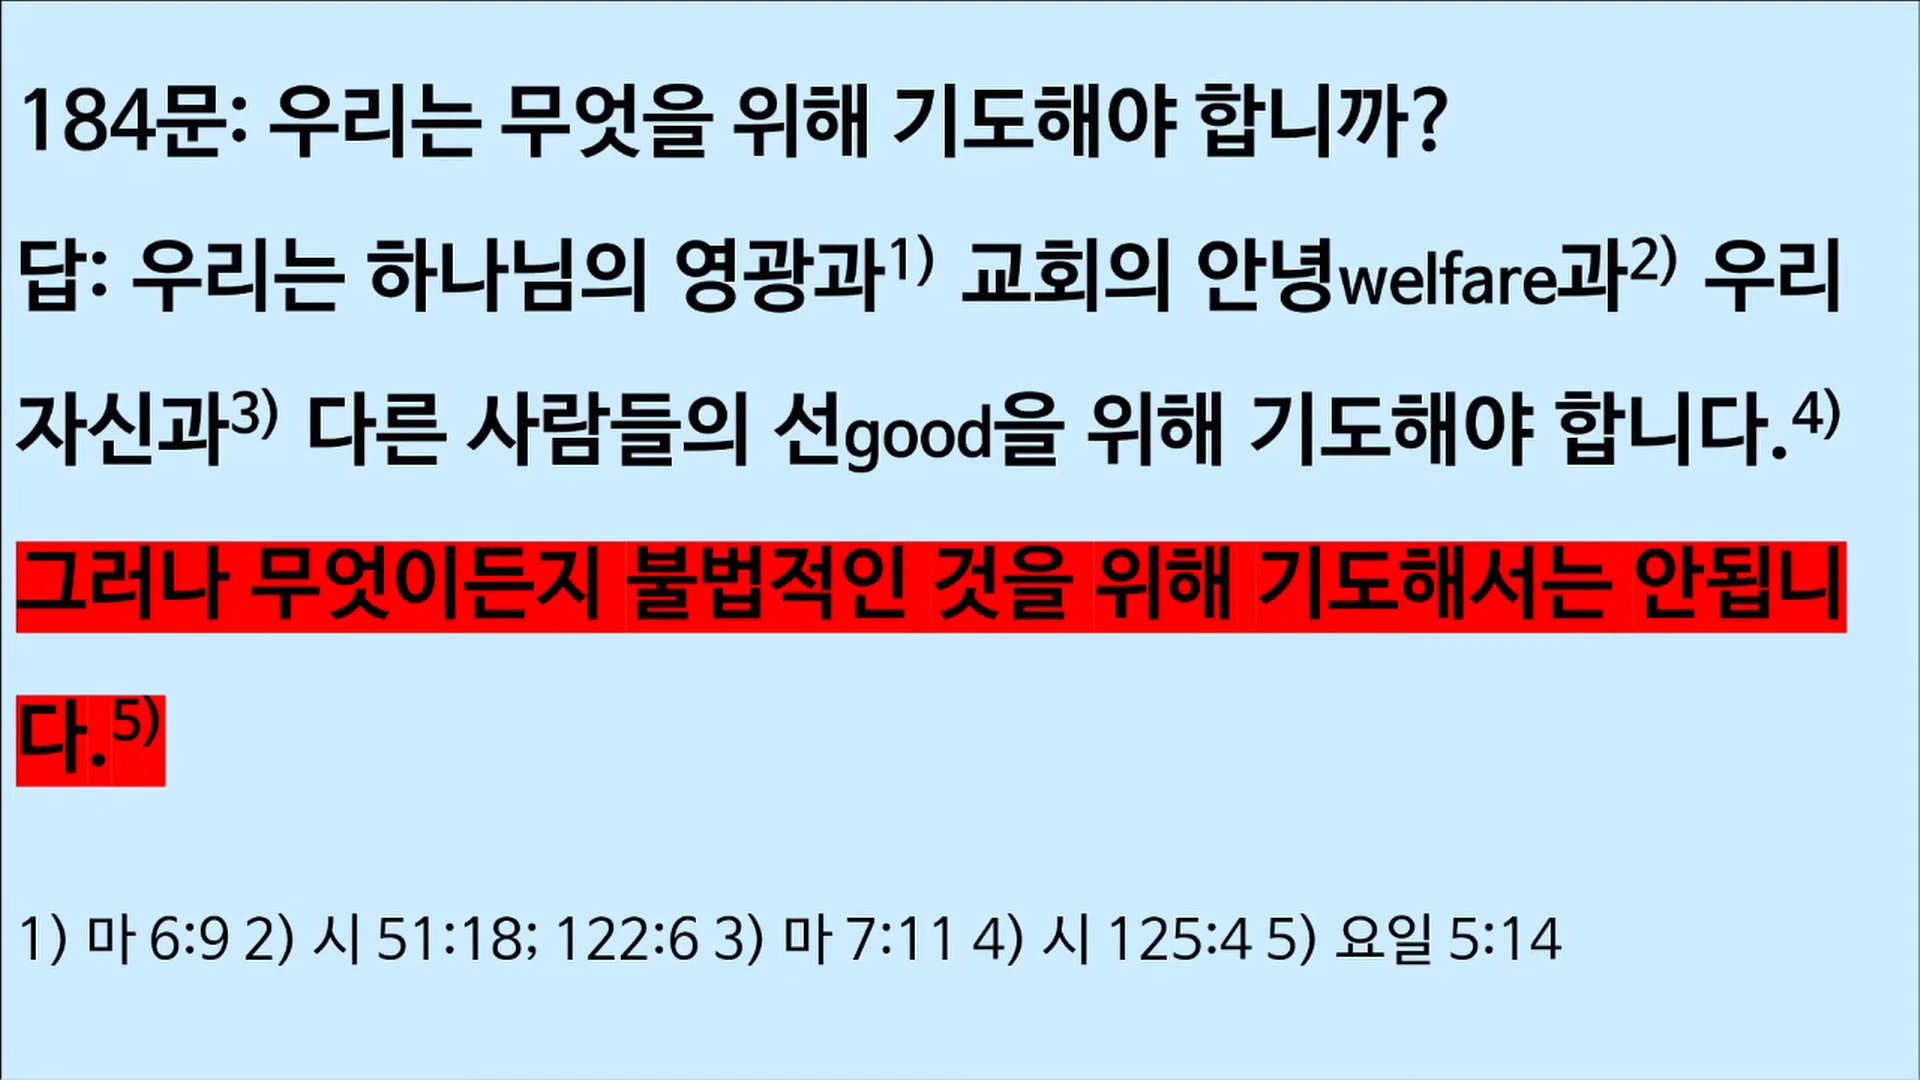 184문: 우리는 무엇을 위해 기도해야 합니까?
답: 우리는 하나님의 영광과1) 교회의 안녕welfare과2) 우리
자신과3) 다른 사람들의 선good을 위해 기도해야 합니다.4)
그러나 무엇이든지 불법적인 것을 위해 기도해서는 안됩니
다.5)
1) 마 6:9 2) 시 51:18; 122:6 3) 마 7:11 4) 시 125:4 5) 요일 5:14